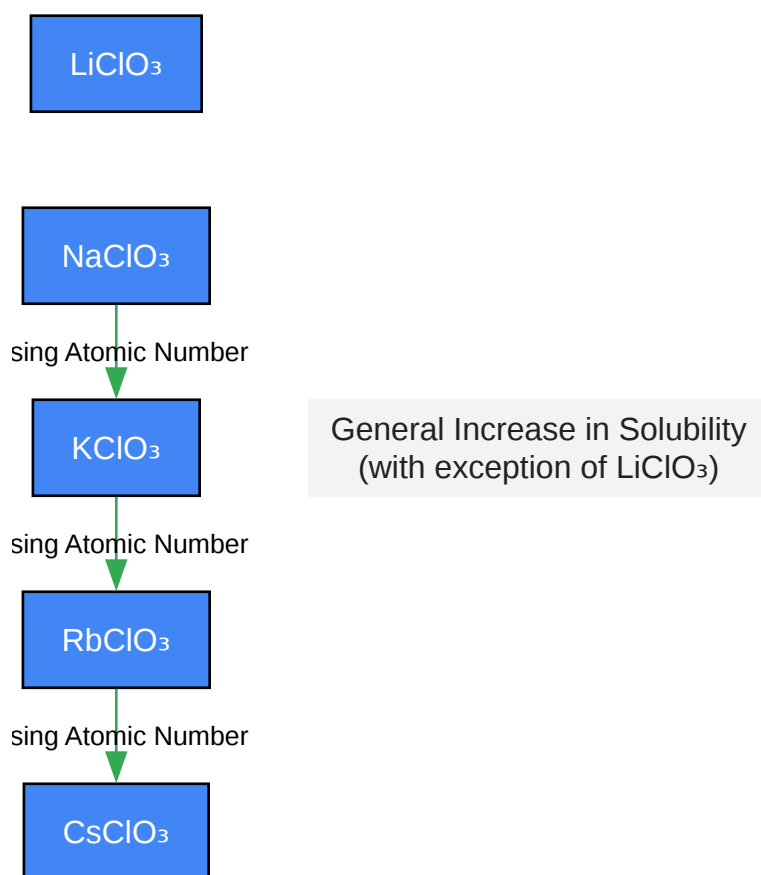 LiClO₃
NaClO₃
sing Atomic Number
KClO₃
General Increase in Solubility
(with exception of LiClO₃)
sing Atomic Number
RbClO₃
sing Atomic Number
CsClO₃